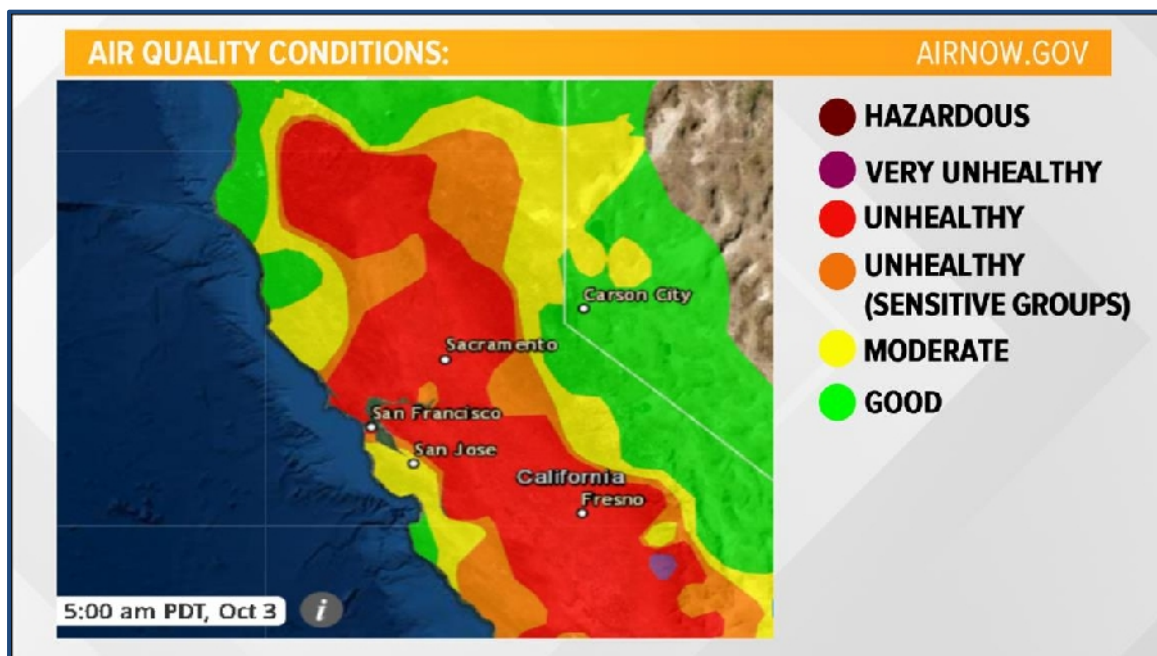 AIR QUALITY CONDITIONS:
AIRNOW.GOV
HAZARDOUS
VERY UNHEALTHY
UNHEALTHY
UNHEALTHY
(SENSITIVE GROUPS)
MODERATE
GOOD
Carson City
Sacramento
San Francisco
San Jose
California
Fresno
5:00 am PDT, Oct 3
i